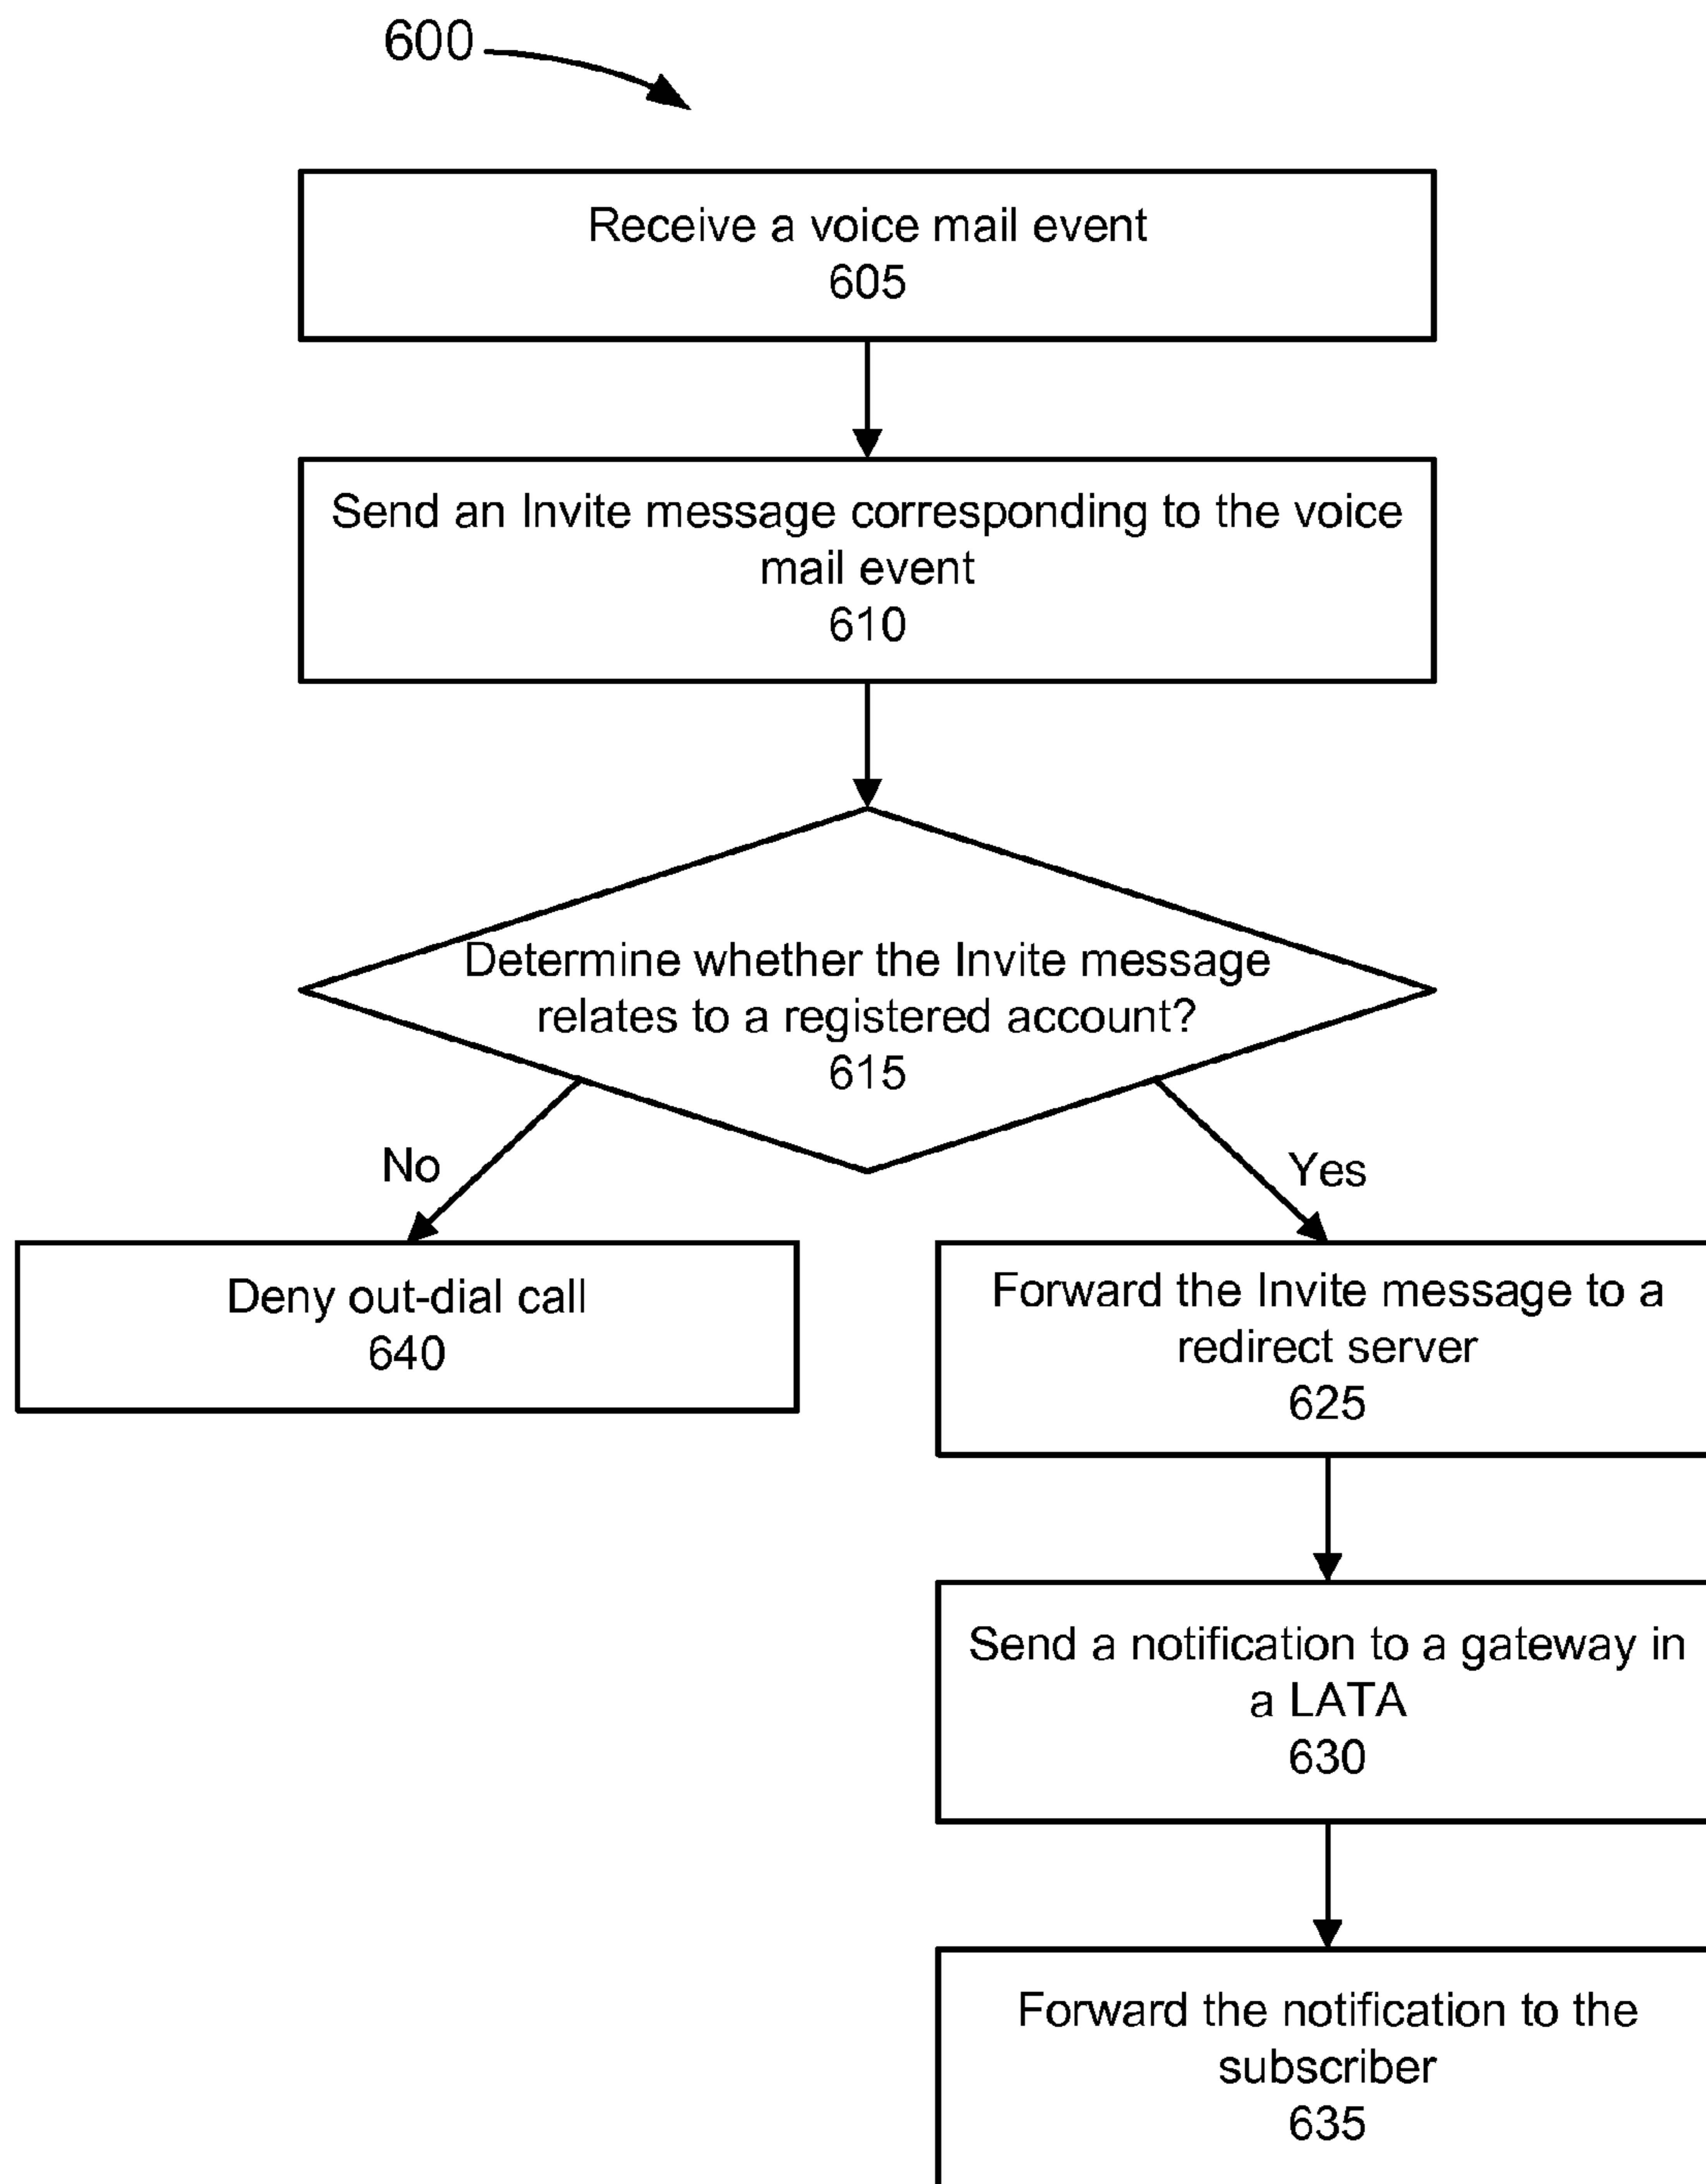 600
Receive a voice mail event
605
Send an Invite message corresponding to the voice
mail event
610
Determine whether the Invite message
relates to a registered account?
615
No
Yes
Deny out-dial call
640
Forward the Invite message to a
redirect server
625
Send a notification to a gateway in
a LATA
630
Forward the notification to the
subscriber
635